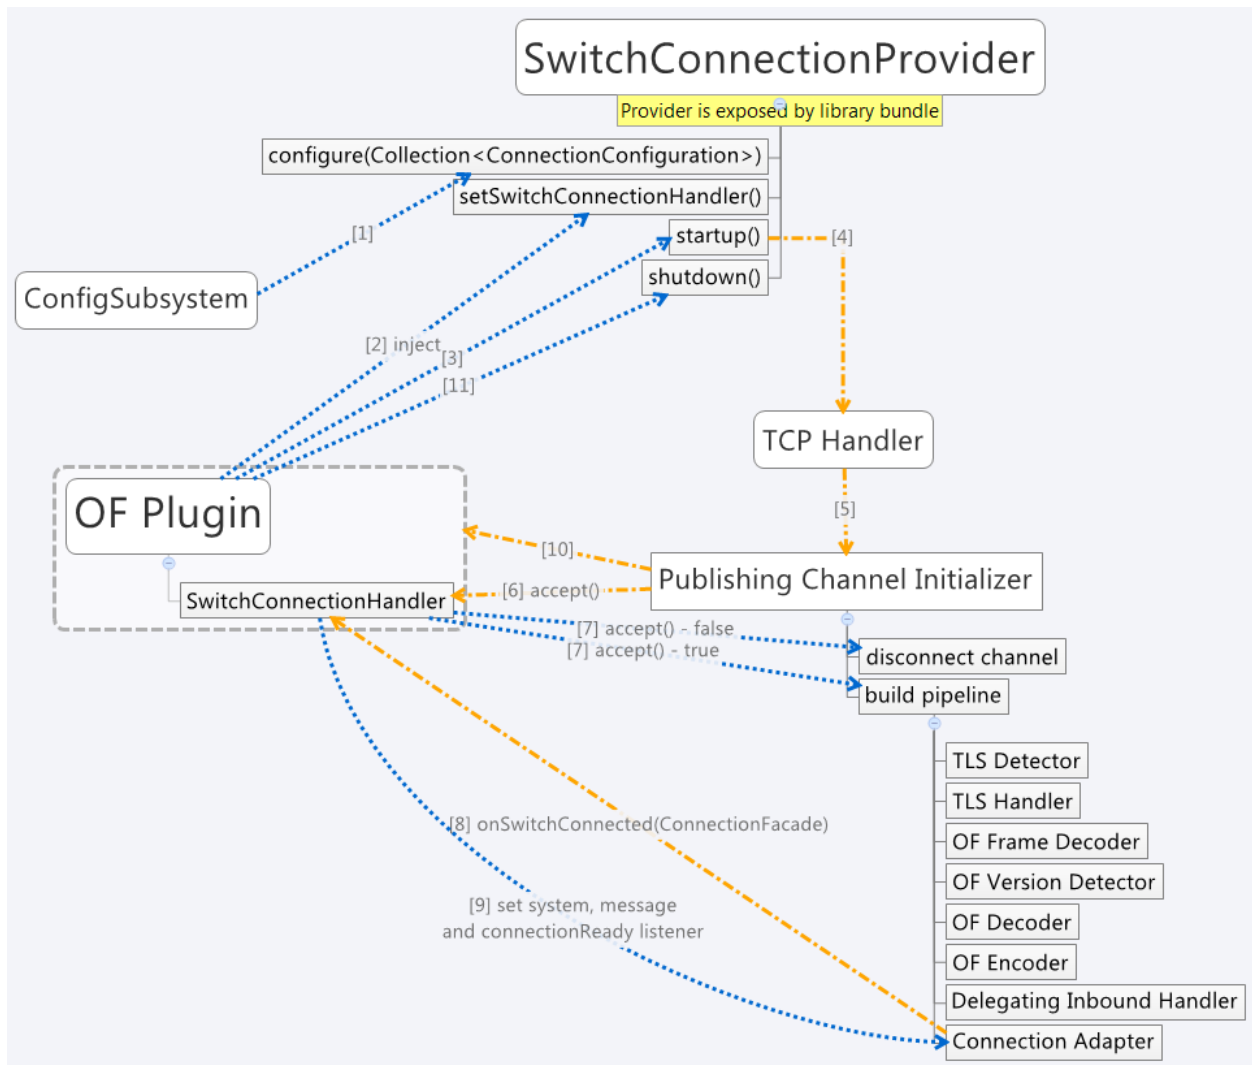 SwitchConnectionProvider
Provider is exposed by library bundle
configure(Collection<ConnectionConfiguration>)
setSwitchConnectionHandler()
startup()
[4]
[1]
shutdown()
ConfigSubsystem
[2] inject
[3]
[11]
TCP Handler
OF Plugin
[5]
[10]
Publishing Channel Initializer
[6] accept()
SwitchConnectionHandler
[7] accept() - false
[7] accept() - true
disconnect channel
build pipeline
TLS Detector
TLS Handler
[8] onSwitchConnected(ConnectionFacade)
OF Frame Decoder
OF Version Detector
[9] set system, message
and connectionReady listener
OF Decoder
OF Encoder
Delegating Inbound Handler
Connection Adapter